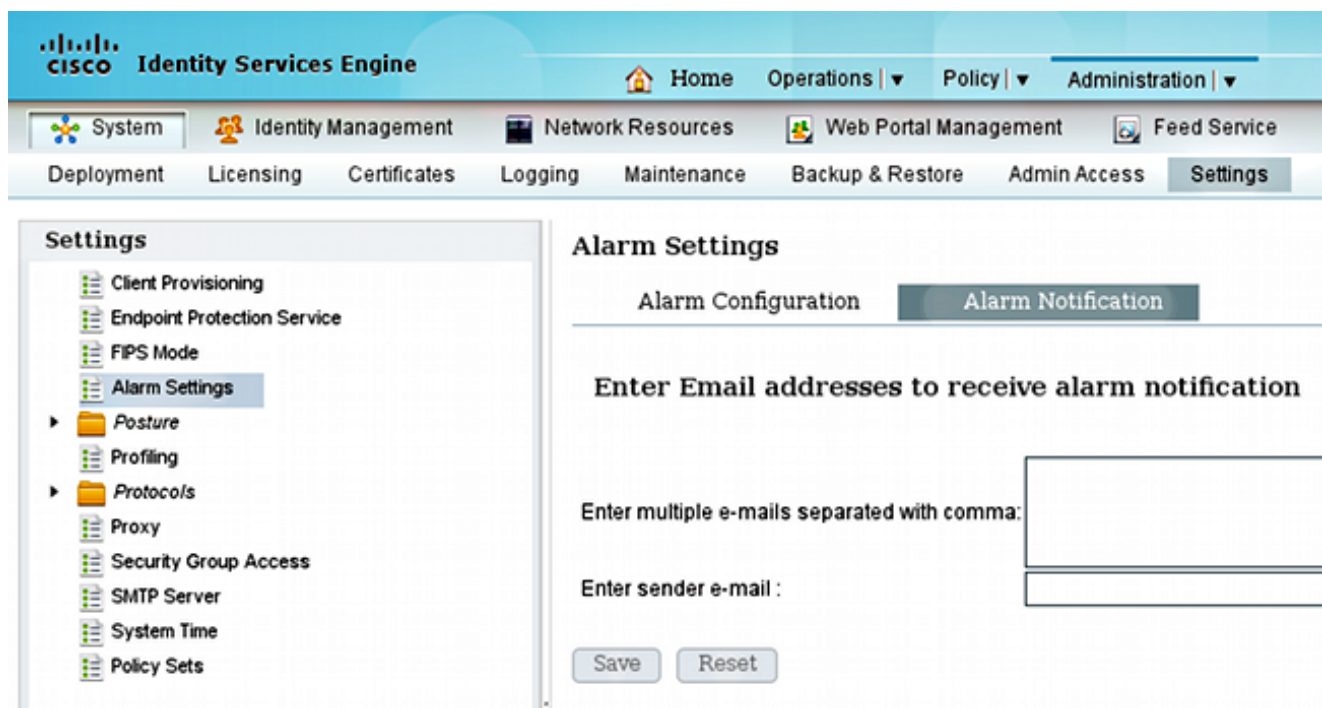 CISCO Identity Services Engine
Home Operations | ▼ Policy | ▼ Administration | ▼
System Identity Management Network Resources Web Portal Management Feed Service
Deployment Licensing Certificates Logging Maintenance Backup & Restore Admin Access Settings
Settings
Client Provisioning
Endpoint Protection Service
FIPS Mode
Alarm Settings
Posture
Profiling
Protocols
Proxy
Security Group Access
SMTP Server
System Time
Policy Sets
Alarm Settings
Alarm Configuration Alarm Notification
Enter Email addresses to receive alarm notification
Enter multiple e-mails separated with comma:
Enter sender e-mail :
Save Reset